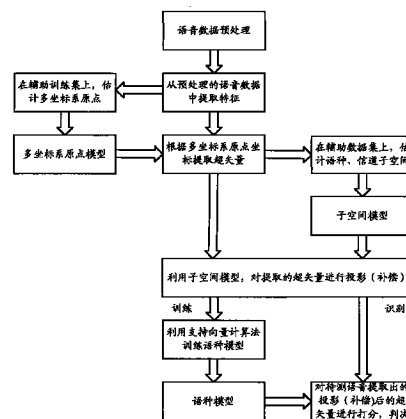 语音数据预处理
在辅助训练集上，估
计多坐标系原点
从预处理的语音数据
中提取特征
多坐标系原点模型
根据多坐标系原点坐
标提取超矢量
在辅助数据集上，估
计语种、信道子空间
子空间模型
利用子空间模型，对提取的超矢量进行投影（补偿）
训练
识别
利用支持向量计算法
训练语种模型
语种模型
对待测语音提取出的
投影（补偿）后的超
矢量进行打分，判决